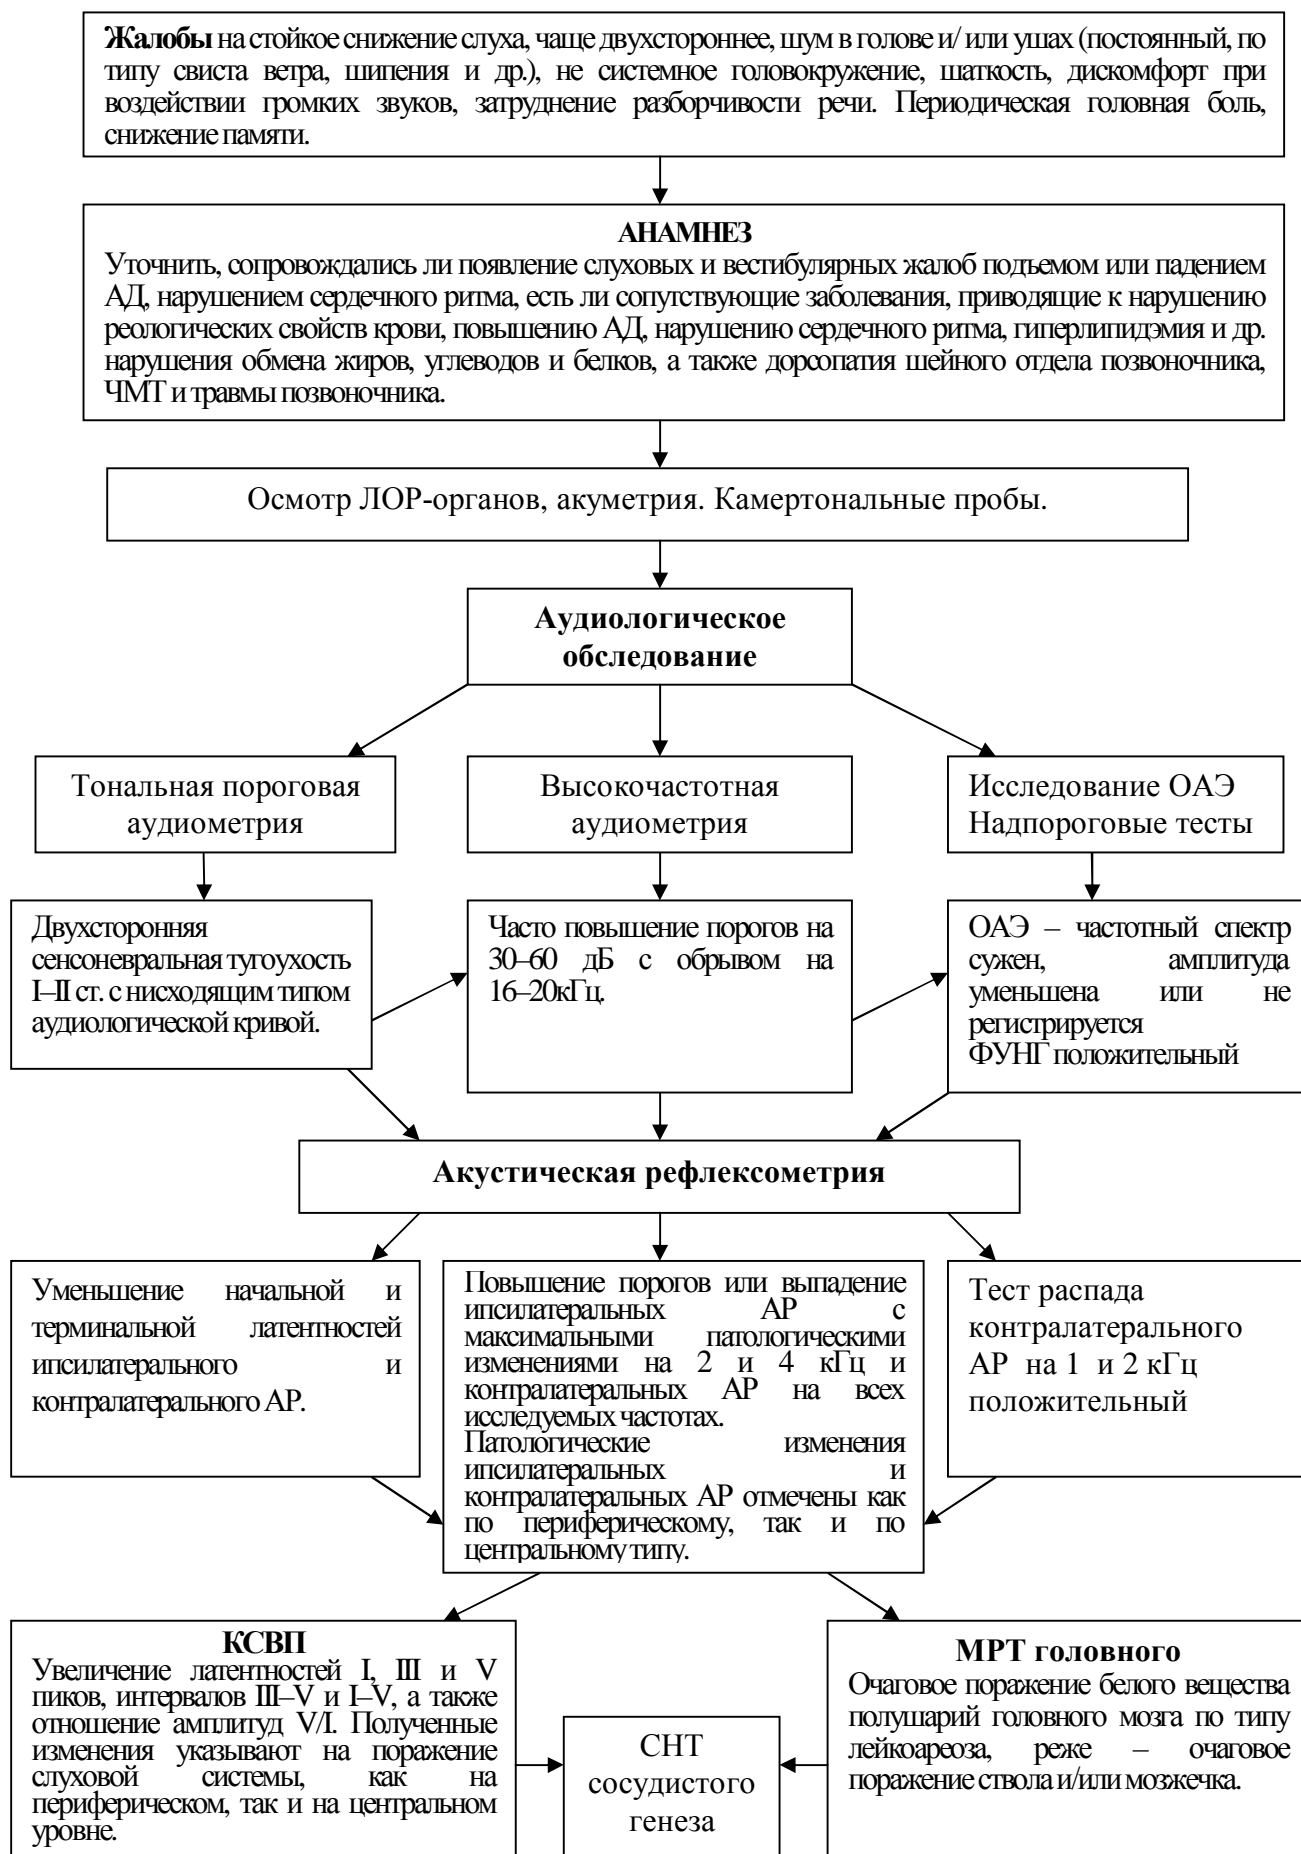 Жалобы на стойкое снижение слуха, чаще двухстороннее, шум в голове и/ или ушах (постоянный, по
типу свиста ветра, шипения и др.), не системное головокружение, шаткость, дискомфорт при
воздействии громких звуков, затруднение разборчивости речи. Периодическая головная боль,
снижение памяти.
АНАМНЕЗ
Уточнить, сопровождались ли появление слуховых и вестибулярных жалоб подъемом или падением
АД, нарушением сердечного ритма, есть ли сопутствующие заболевания, приводящие к нарушению
реологических свойств крови, повышению АД, нарушению сердечного ритма, гиперлипидэмия и др.
нарушения обмена жиров, углеводов и белков, а также дорсопатия шейного отдела позвоночника,
ЧМТ и травмы позвоночника.
Осмотр ЛОР-органов, акуметрия. Камертональные пробы.
Аудиологическое
обследование
Тональная пороговая
аудиометрия
Высокочастотная
аудиометрия
Исследование ОАЭ
Надпороговые тесты
Двухсторонняя
сенсоневральная тугоухость
I–II ст. с нисходящим типом
аудиологической кривой.
Часто повышение порогов на
30–60 дБ с обрывом на
16–20кГц.
ОАЭ – частотный спектр
сужен, амплитуда
уменьшена или не
регистрируется
ФУНГ положительный
Акустическая рефлексометрия
Уменьшение начальной и
терминальной латентностей
ипсилатерального и
контралатерального АР.
Повышение порогов или выпадение
ипсилатеральных АР с
максимальными патологическими
изменениями на 2 и 4 кГц и
контралатеральных АР на всех
исследуемых частотах.
Патологические изменения
ипсилатеральных и
контралатеральных АР отмечены как
по периферическому, так и по
центральному типу.
Тест распада
контралатерального
АР на 1 и 2 кГц
положительный
КСВП
Увеличение латентностей I, III и V
пиков, интервалов III–V и I–V, а также
отношение амплитуд V/I. Полученные
изменения указывают на поражение
слуховой системы, как на
периферическом, так и на центральном
уровне.
СНТ
сосудистого
генеза
МРТ головного
Очаговое поражение белого вещества
полушарий головного мозга по типу
лейкоареоза, реже – очаговое
поражение ствола и/или мозжечка.